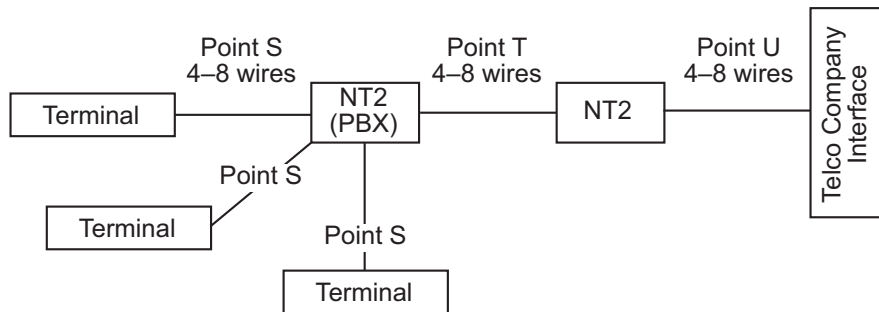 Point S
4–8 wires
Point T
4–8 wires
Point U
4–8 wires
Terminal
NT2
(PBX)
NT2
Telco Company
Interface
Point S
Terminal
Point S
Terminal